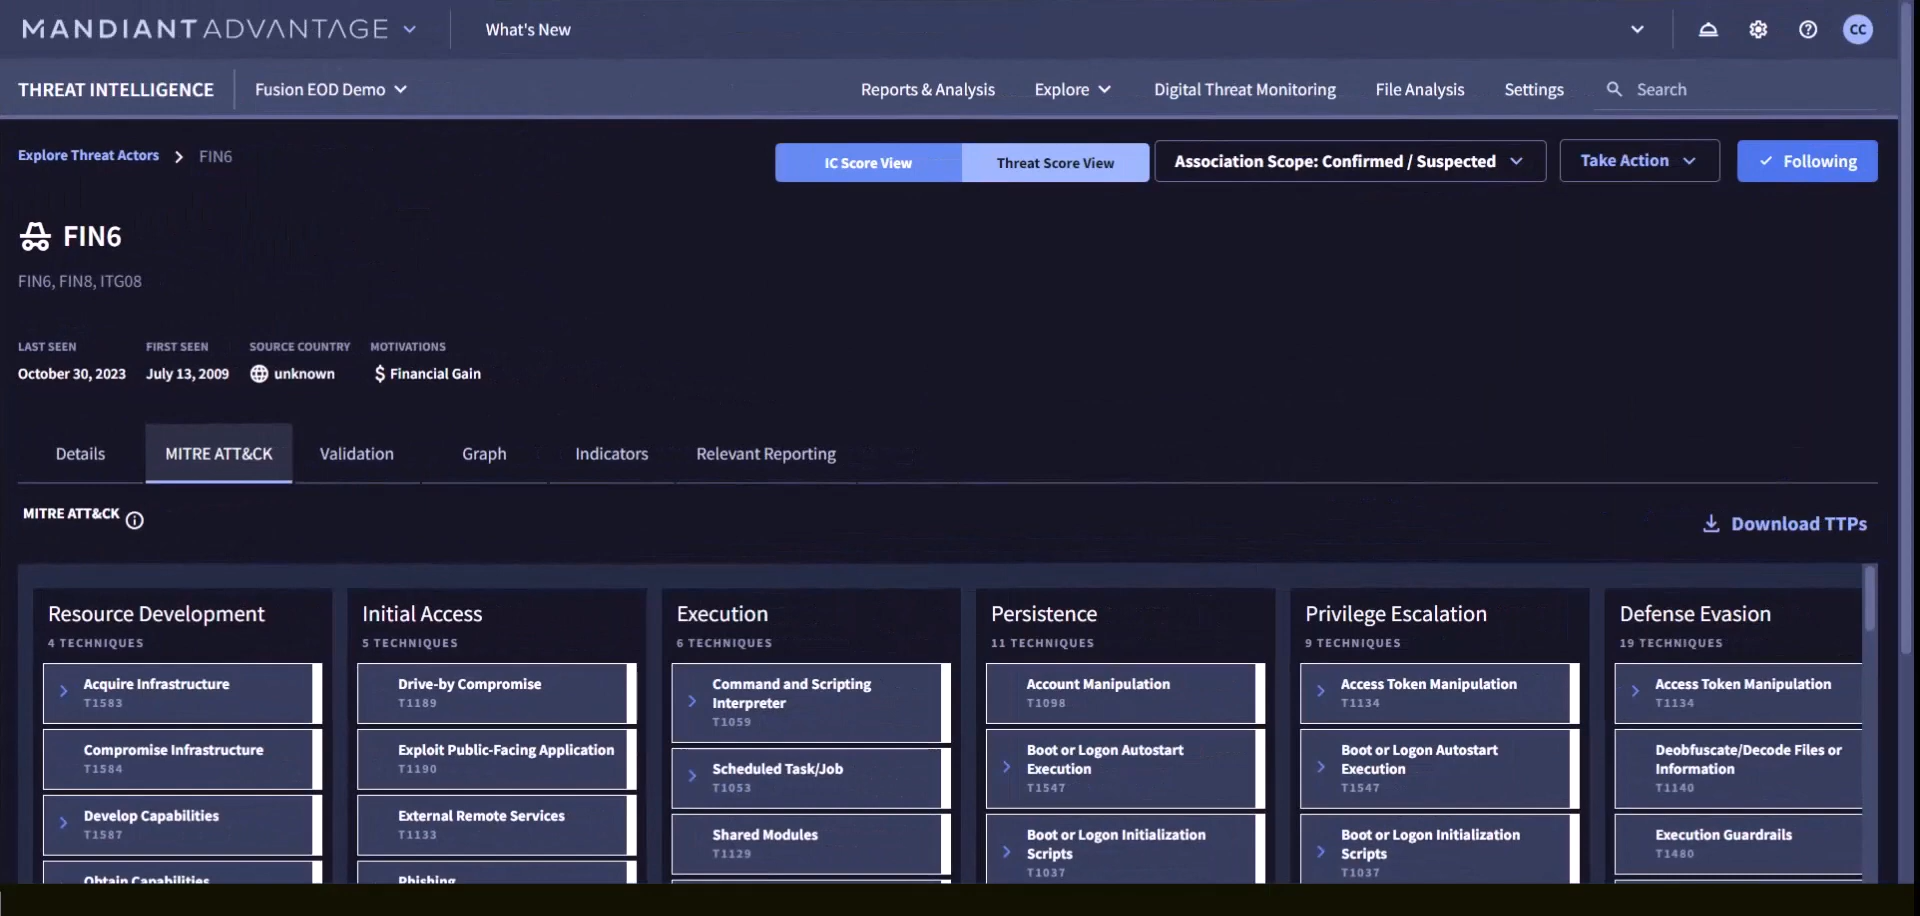 MANDIANT ADVANTAGE
What's New
CC
THREAT INTELLIGENCE
Fusion EOD Demo
Reports & Analysis
Explore
Digital Threat Monitoring
File Analysis
Settings
Search
Explore Threat Actors
FIN6
IC Score View
Threat Score View
Association Scope: Confirmed / Suspected
Take Action
Following
FIN6
FIN6, FIN8, ITG08
LAST SEEN
October 30, 2023
FIRST SEEN
July 13, 2009
SOURCE COUNTRY
unknown
MOTIVATIONS
$ Financial Gain
Details
MITRE ATT&CK
Validation
Graph
Indicators
Relevant Reporting
MITRE ATT&CK
Download TTPs
Resource Development
4 TECHNIQUES
Acquire Infrastructure
T1583
Compromise Infrastructure
T1584
Develop Capabilities
T1587
Obtain Capabilities
Initial Access
5 TECHNIQUES
Drive-by Compromise
T1189
Exploit Public-Facing Application
T1190
External Remote Services
T1133
Phishing
Execution
6 TECHNIQUES
Command and Scripting
Interpreter
T1059
Scheduled Task/Job
T1053
Shared Modules
T1129
Persistence
11 TECHNIQUES
Account Manipulation
T1098
Boot or Logon Autostart
Execution
T1547
Boot or Logon Initialization
Scripts
T1037
Privilege Escalation
9 TECHNIQUES
Access Token Manipulation
T1134
Boot or Logon Autostart
Execution
T1547
Boot or Logon Initialization
Scripts
T1037
Defense Evasion
19 TECHNIQUES
Access Token Manipulation
T1134
Deobfuscate/Decode Files or
Information
T1140
Execution Guardrails
T1480